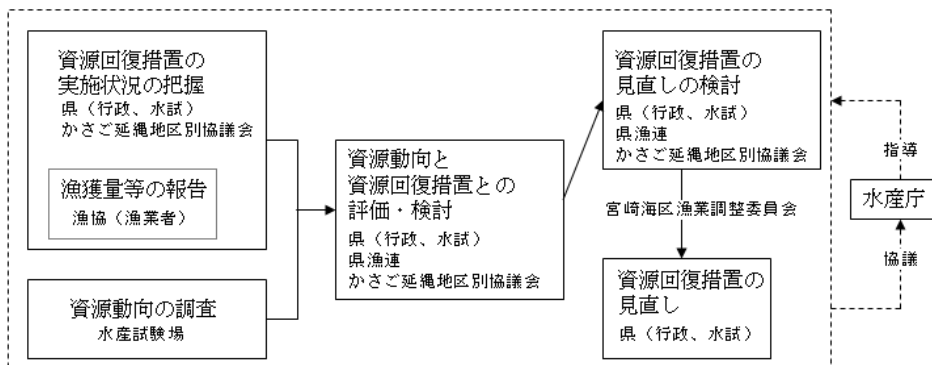 資源回復措置の
実施状況の把握
県（行政、水試）
かさご延縄地区別協議会
漁獲量等の報告
漁協（漁業者）
資源動向の調査
水産試験場
資源動向と
資源回復措置との
評価・検討
県（行政、水試）
県漁連
かさご延縄地区別協議会
資源回復措置の
見直しの検討
県（行政、水試）
県漁連
かさご延縄地区別協議会
宮崎海区漁業調整委員会
資源回復措置の
見直し
県（行政、水試）
指導
水産庁
協議